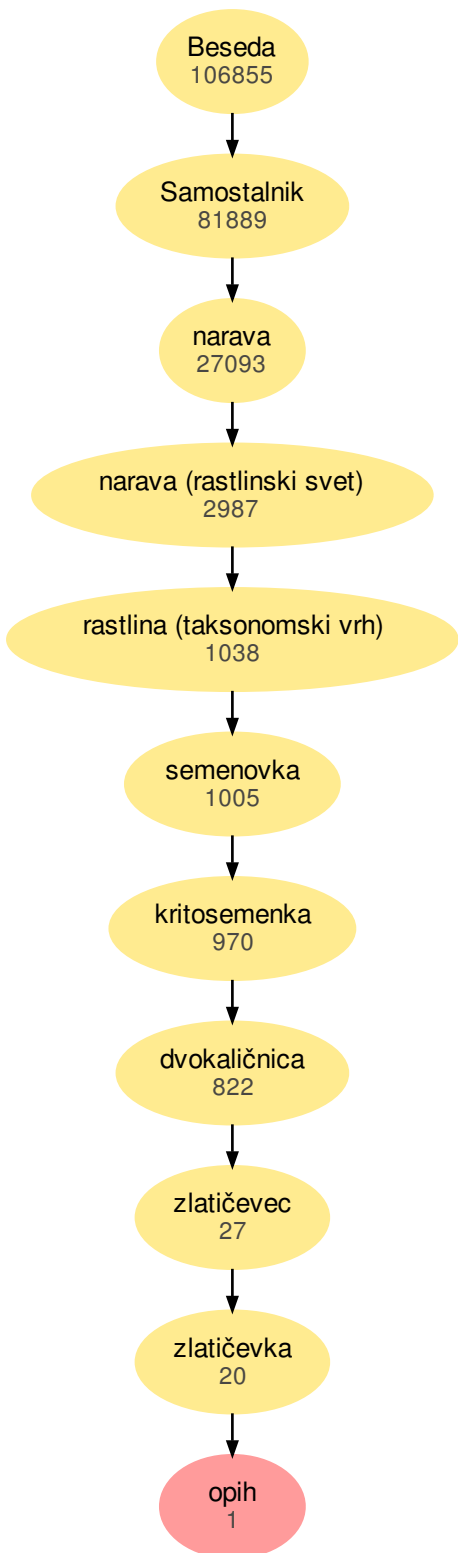 Beseda
106855
Samostalnik
81889
narava
27093
narava (rastlinski svet)
2987
rastlina (taksonomski vrh)
1038
semenovka
1005
kritosemenka
970
dvokaličnica
822
zlatičevec
27
zlatičevka
20
opih
1